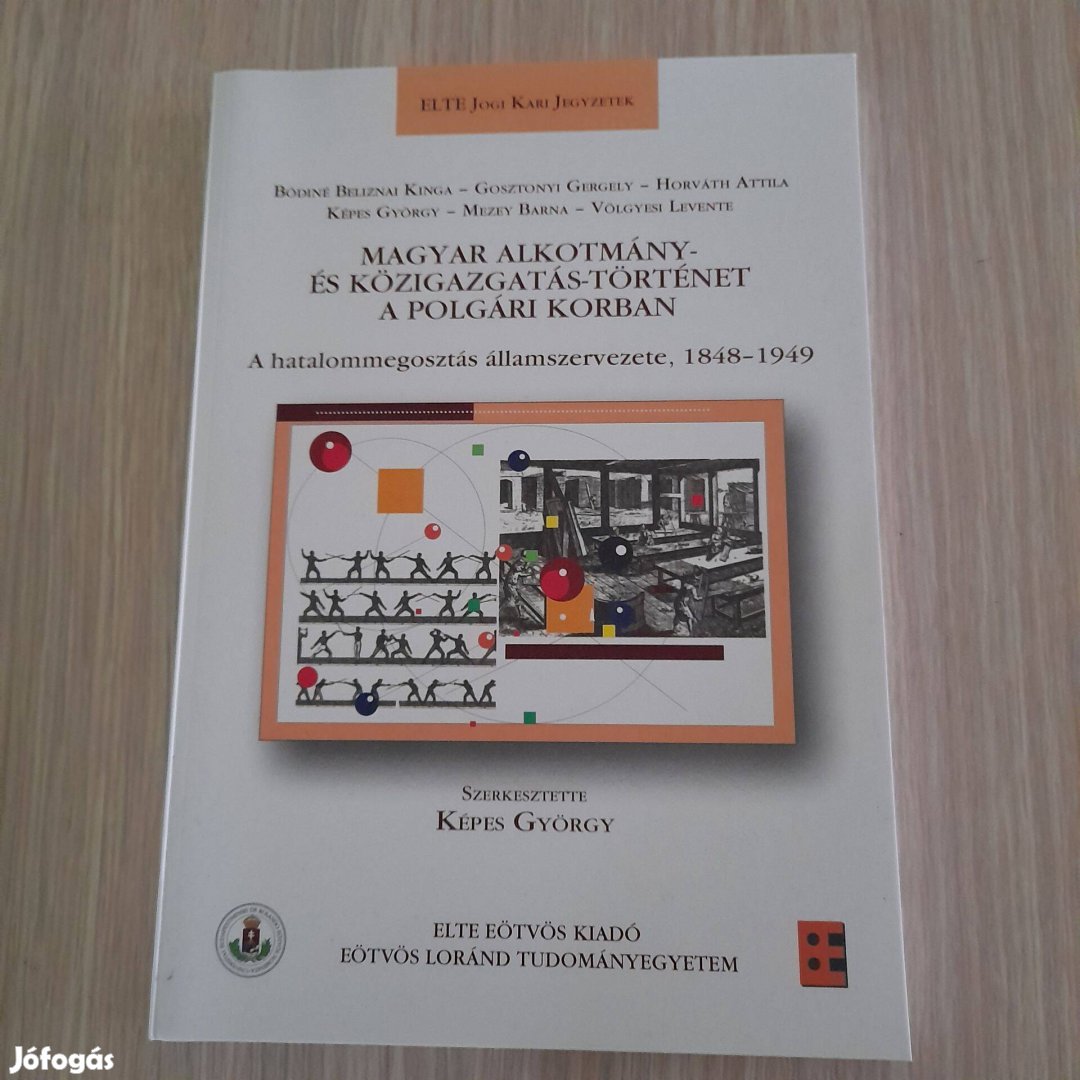 ELTE Jogi Kari Jegyzetek
Bódiné Beliznai Kinga – Gosztonyi Gergely – Horváth Attila
Képes György – Mezey Barna – Völgyesi Levente
MAGYAR ALKOTMÁNY-
ÉS KÖZIGAZGATÁS-TÖRTÉNET
A POLGÁRI KORBAN
A hatalommegosztás államszervezete, 1848–1949
Szerkesztette
Képes György
ELTE EÖTVÖS KIADÓ
EÖTVÖS LORÁND TUDOMÁNYEGYETEM
Jófogás